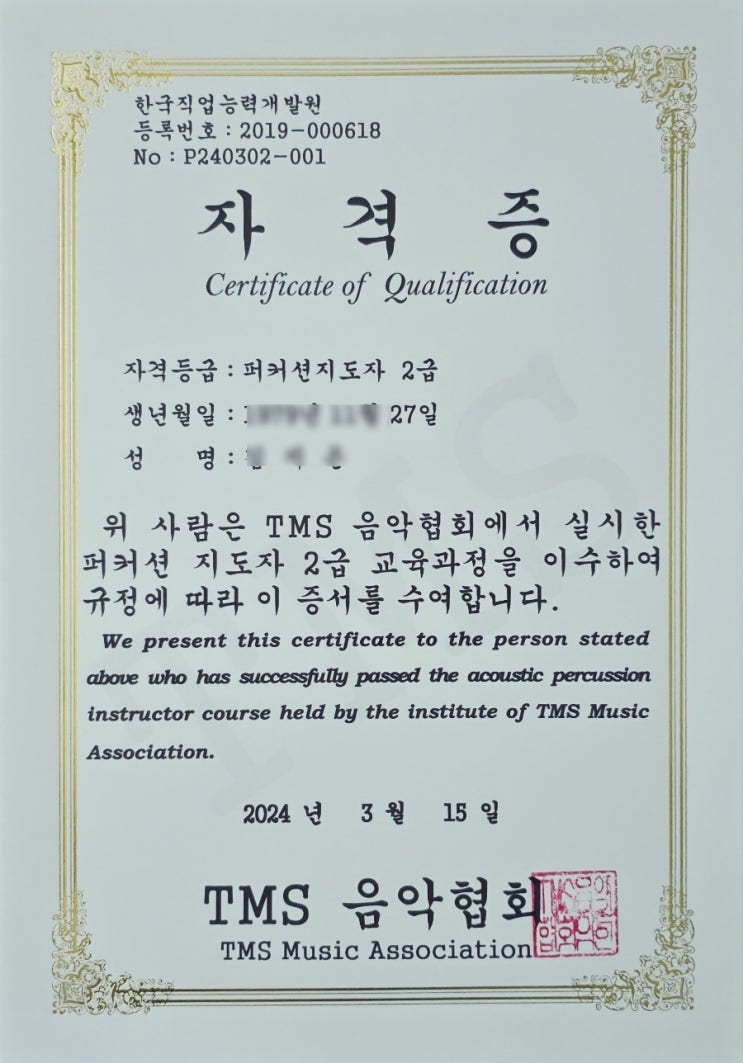 한국직업능력개발원
등록번호 : 2019-000618
No : P240302-001
자 격 증
Certificate of Qualification
자격등급 : 퍼커션지도자 2급
생년월일 : 27일
성 명 :
위 사람은 TMS 음악협회에서 실시한
퍼커션 지도자 2급 교육과정을 이수하여
규정에 따라 이 증서를 수여합니다.
We present this certificate to the person stated
above who has successfully passed the acoustic percussion
instructor course held by the institute of TMS Music
Association.
2024 년 3 월 15 일
TMS 음악협회
TMS Music Association
TMS